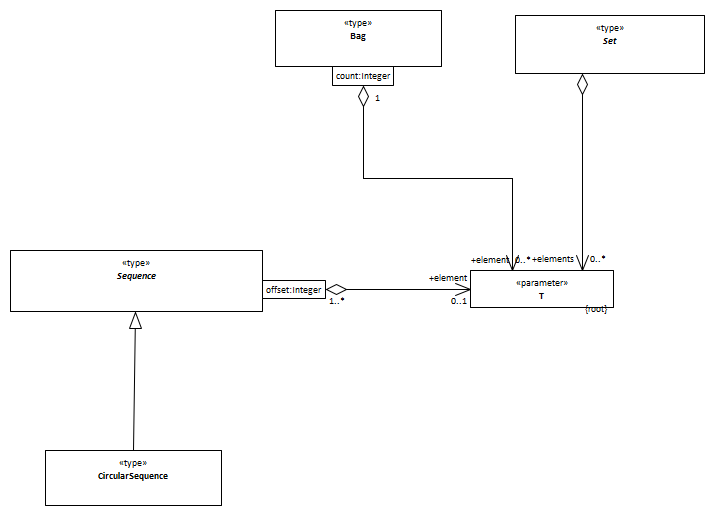 «type»
Bag
count:Integer
1
«type»
Set
+element
0..*
+elements
0..*
«type»
Sequence
offset:Integer
1..*
+element
0..1
«parameter»
T
{root}
«type»
CircularSequence